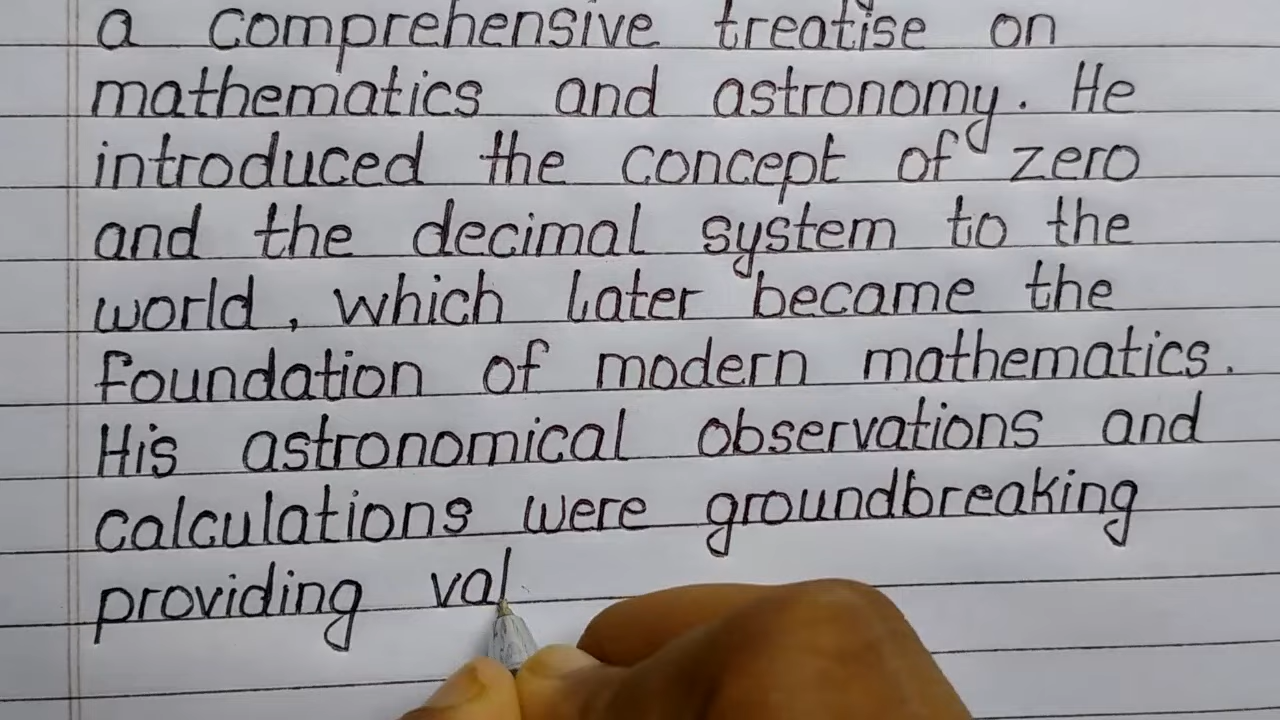 a comprehensive treatise on
mathematics and astronomy. He
introduced the concept of zero
and the decimal system to the
world, which later became the
foundation of modern mathematics.
His astronomical observations and
calculations were groundbreaking
providing val